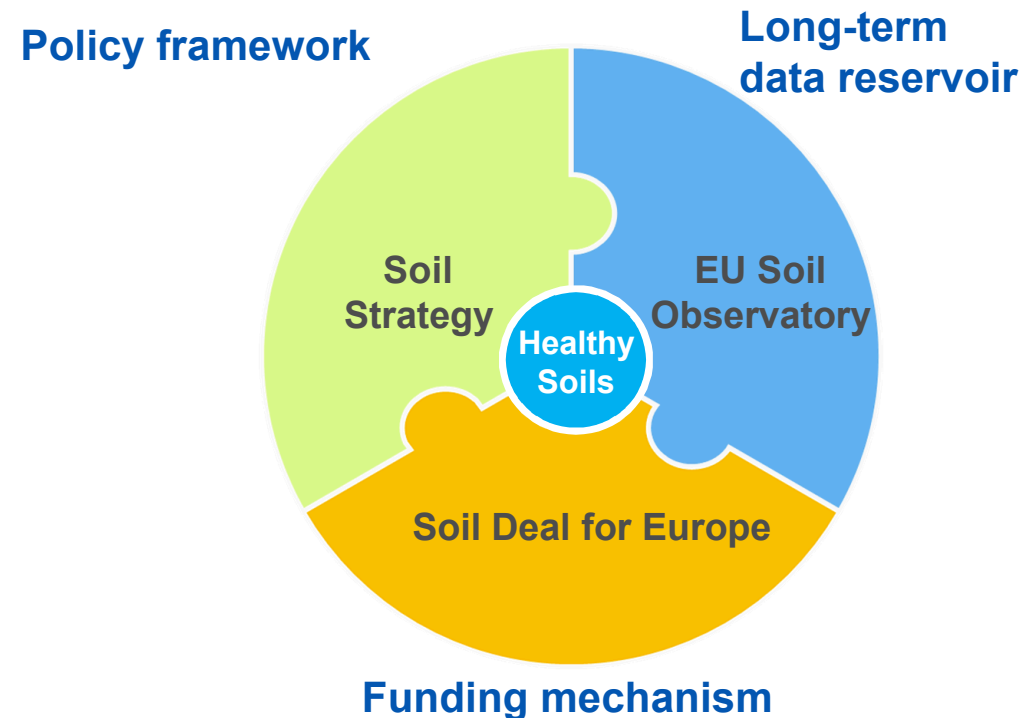 Policy framework
Long-term
data reservoir
Soil
Strategy
EU Soil
Observatory
Healthy
Soils
Soil Deal for Europe
Funding mechanism